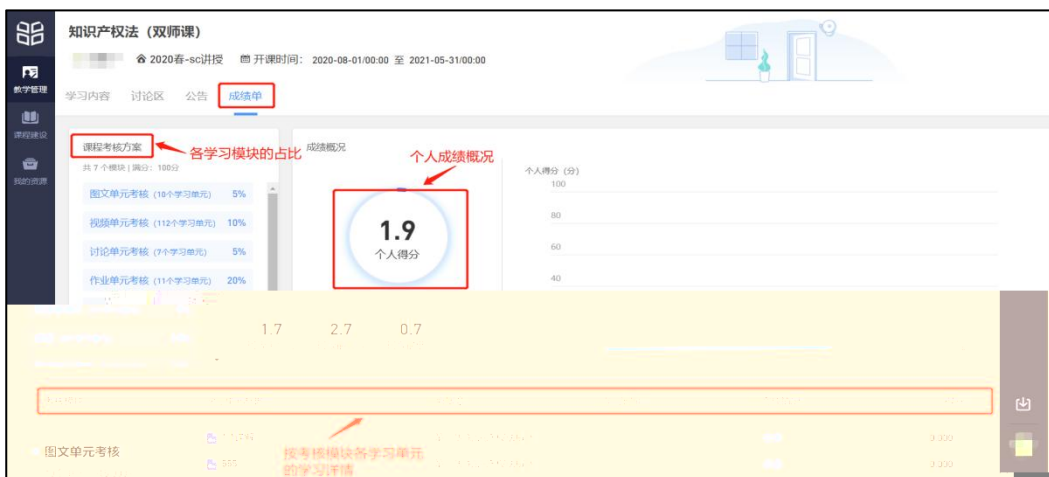 知识产权法（双师课）
2020春-sc讲授 开课时间： 2020-08-01/00:00 至 2021-05-31/00:00
教学管理
学习内容 讨论区 公告 成绩单
课程建设
课程考核方案
各学习模块的占比
成绩概况
个人成绩概况
我的资源
共 7 个模块 | 满分：100分
个人得分（分）
100
图文单元考核（10个学习单元） 5%
80
视频单元考核（112个学习单元） 10%
1.9
个人得分
60
讨论单元考核（7个学习单元） 5%
40
作业单元考核（11个学习单元） 20%
1.7 2.7 0.7
图文单元考核
按考核模块各学习单元
的学习详情